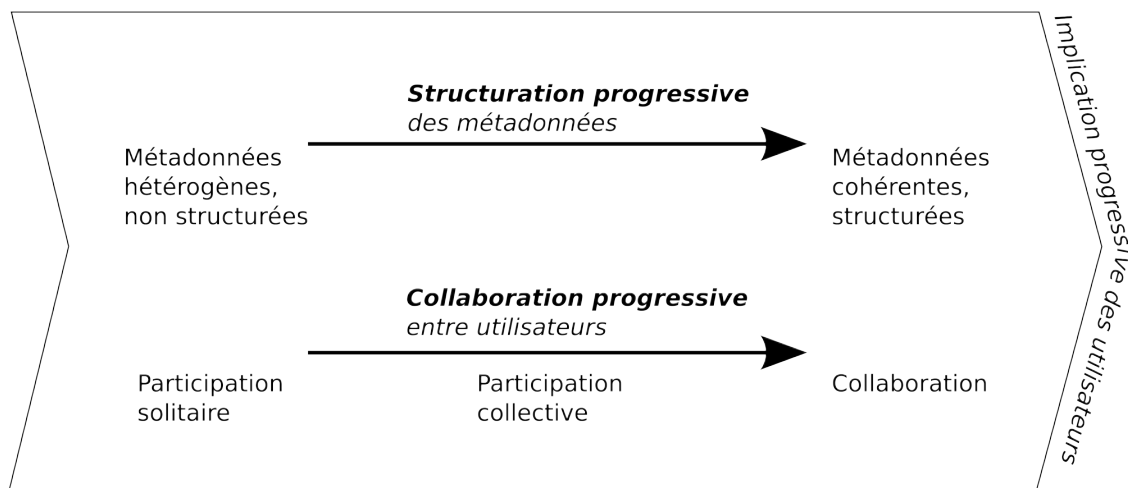 Structuration progressive
des métadonnées
Métadonnées
hétérogènes,
non structurées
Métadonnées
cohérentes,
structurées
Collaboration progressive
entre utilisateurs
Participation
solitaire
Participation
collective
Collaboration
Implication progressive des utilisateurs